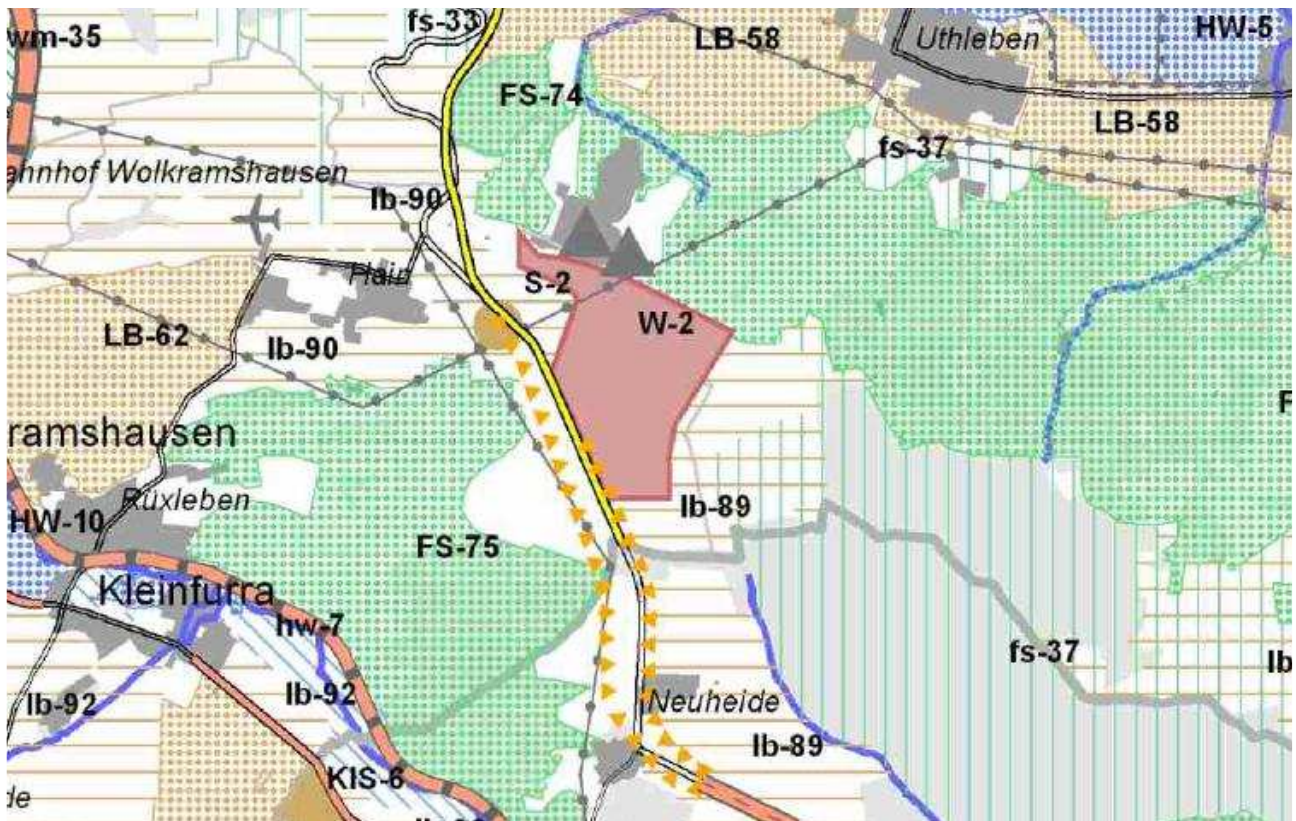 fs-33
wm-35
LB-58
Uthleben
HW-5
FS-74
LB-58
fs-37
ahnhof Wolkramshausen
lb-90
Hain
S-2
W-2
LB-62
lb-90
F
ramshausen
Rüxleben
lb-89
HW-10
FS-75
Kleinfurra
hw-7
fs-37
lb
lb-92
lb-92
Neuheide
lb-89
KIS-6
de